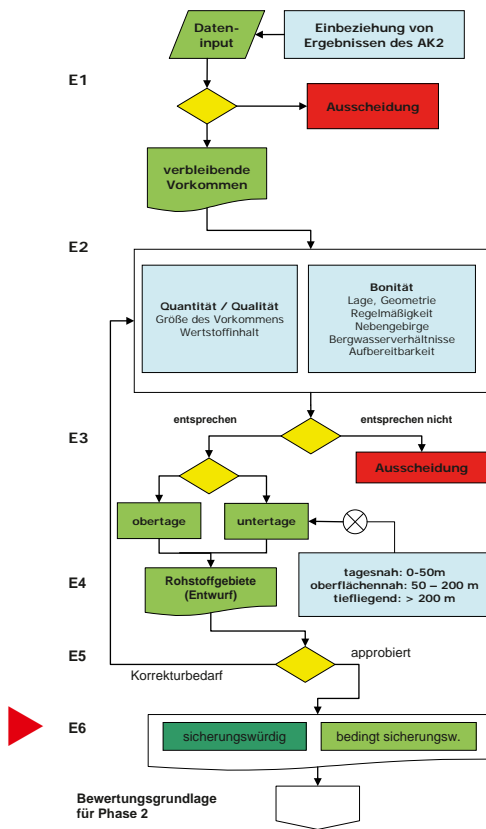 Daten-
input
Einbeziehung von
Ergebnissen des AK2
E1
Ausscheidung
verbleibende
Vorkommen
E2
Quantität / Qualität
Größe des Vorkommens
Wertstoffinhalt
Bonität
Lage, Geometrie
Regelmäßigkeit
Nebengebirge
Bergwasserverhältnisse
Aufbereitbarkeit
entsprechen
entsprechen nicht
E3
Ausscheidung
obertage
untertage
E4
Rohstoffgebiete
(Entwurf)
tagesnah: 0-50m
oberflächennah: 50 – 200 m
tiefliegend: > 200 m
E5
approbiert
Korrekturbedarf
E6
sicherungswürdig
bedingt sicherungsw.
Bewertungsgrundlage
für Phase 2